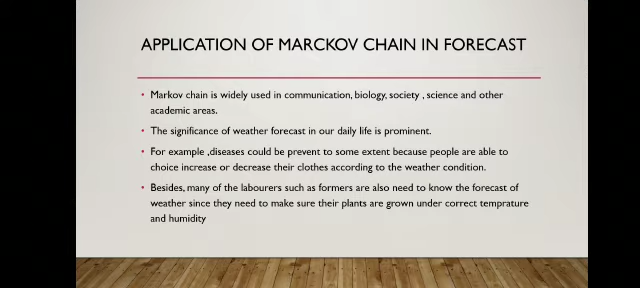 APPLICATION OF MARCKOV CHAIN IN FORECAST
• Markov chain is widely used in communication, biology, society , science and other
academic areas.
• The significance of weather forecast in our daily life is prominent.
• For example ,diseases could be prevent to some extent because people are able to
choice increase or decrease their clothes according to the weather condition.
• Besides, many of the labourers such as formers are also need to know the forecast of
weather since they need to make sure their plants are grown under correct temprature
and humidity